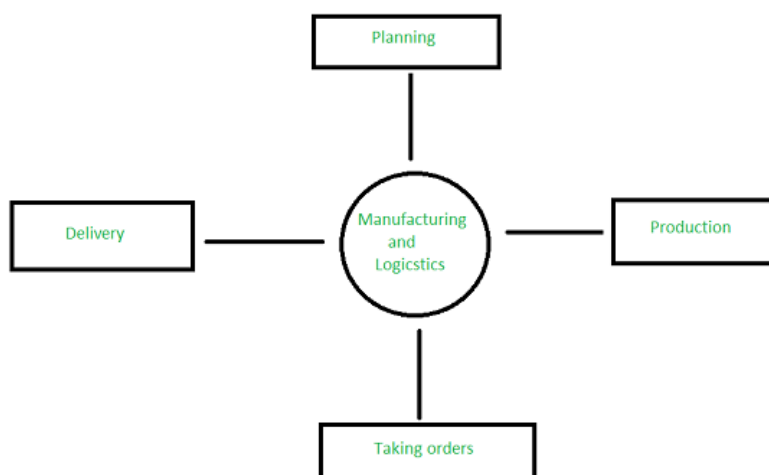 Planning
Delivery
Manufacturing
and
Logicstics
Production
Taking orders